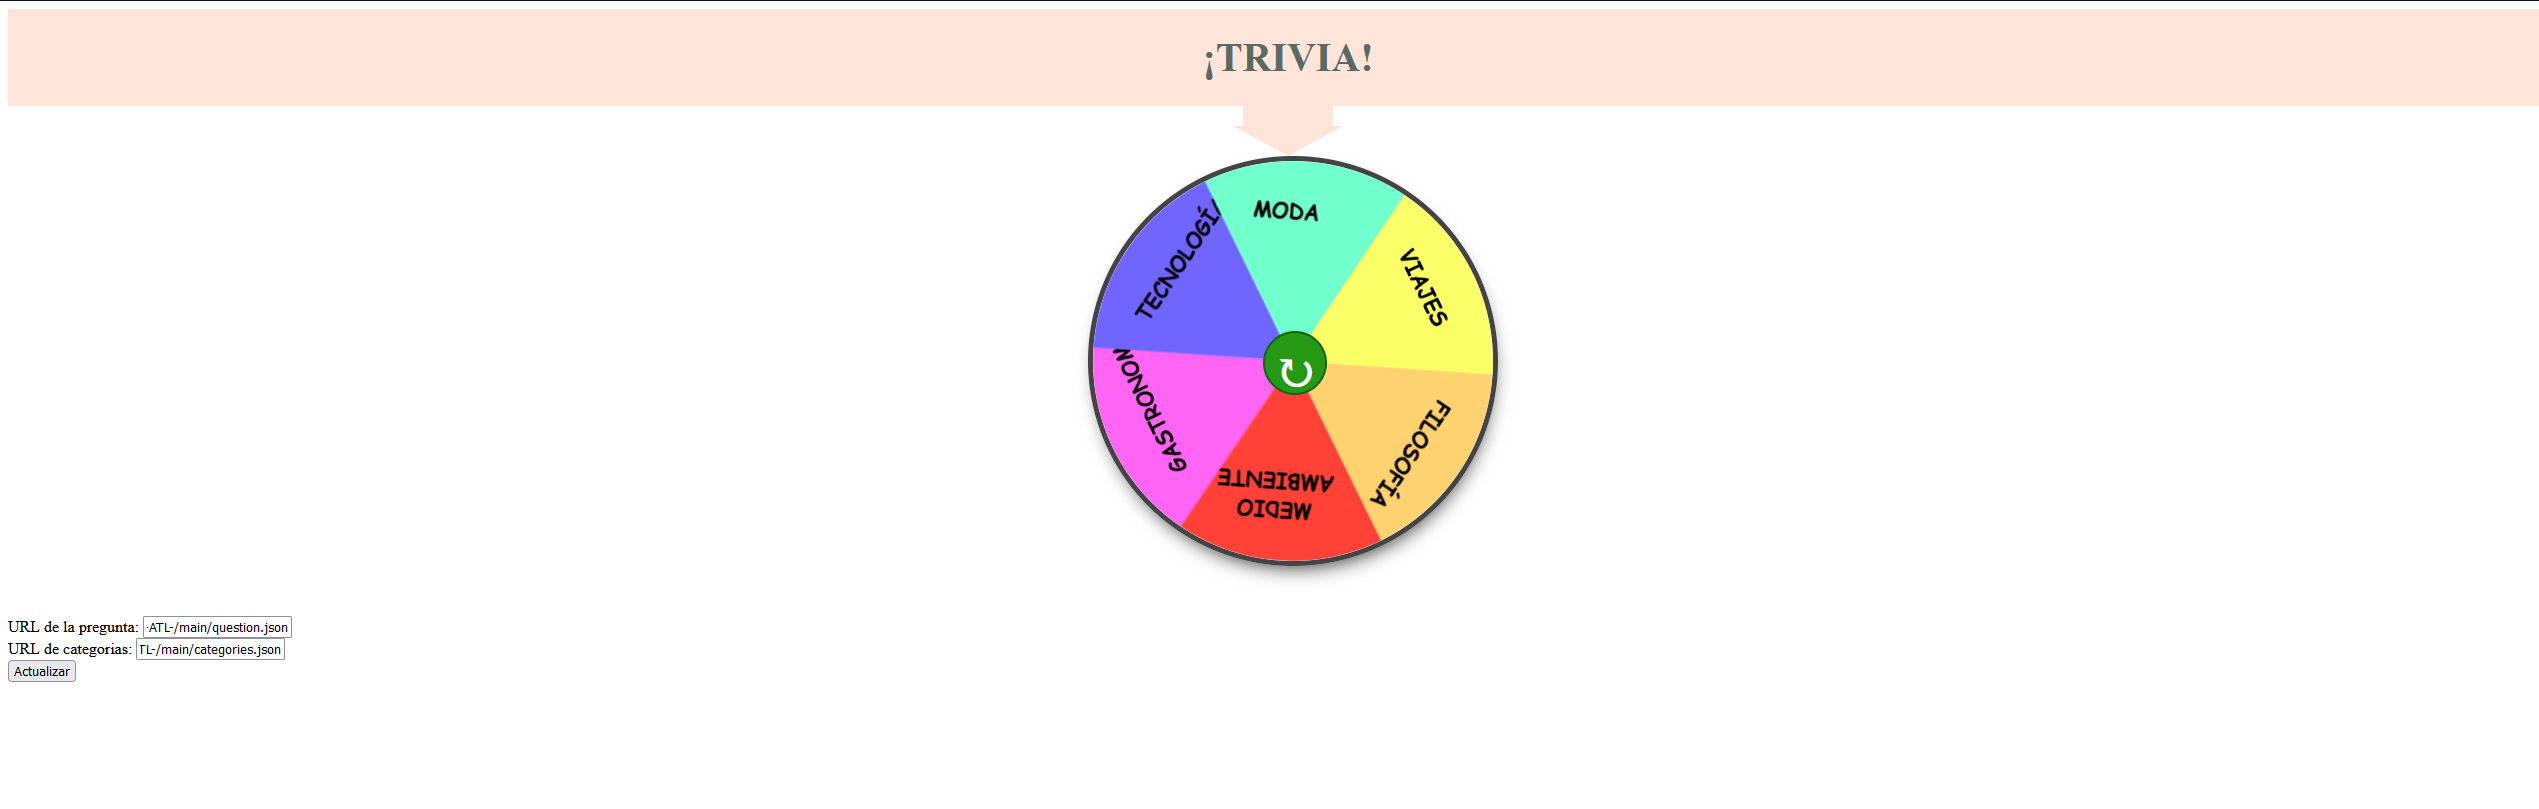 ¡TRIVIA!
MODA
VIAJES
FILOSOFÍA
MEDIO
AMBIENTE
GASTRONOM
TECNOLOGÍA
↻
URL de la pregunta: -ATL-/main/question.json
URL de categorias: TL-/main/categories.json
Actualizar